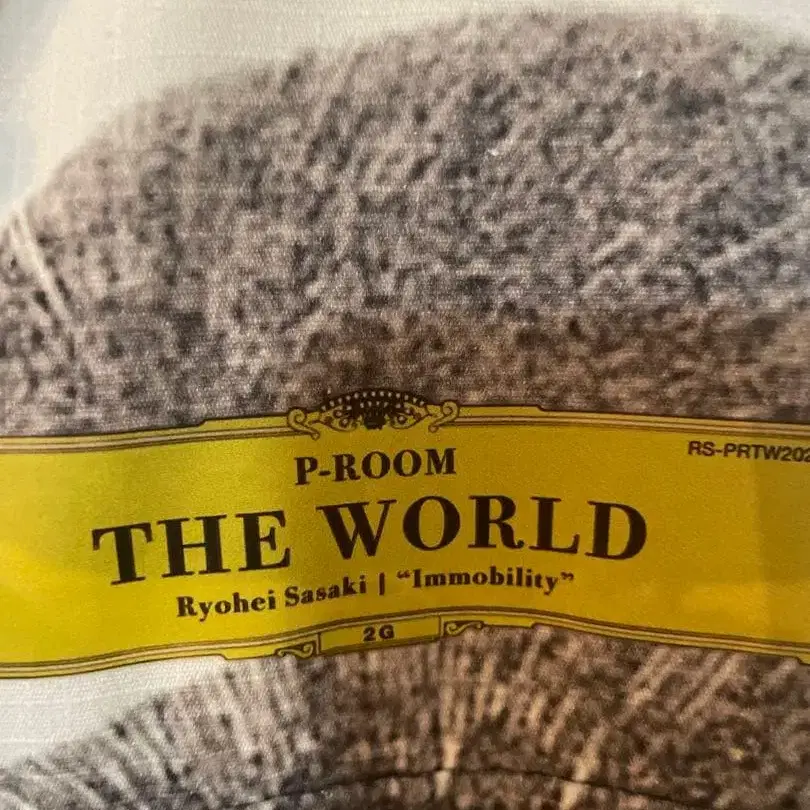 RS-PRTW202
P-ROOM
THE WORLD
Ryohei Sasaki | “Immobility”
2G